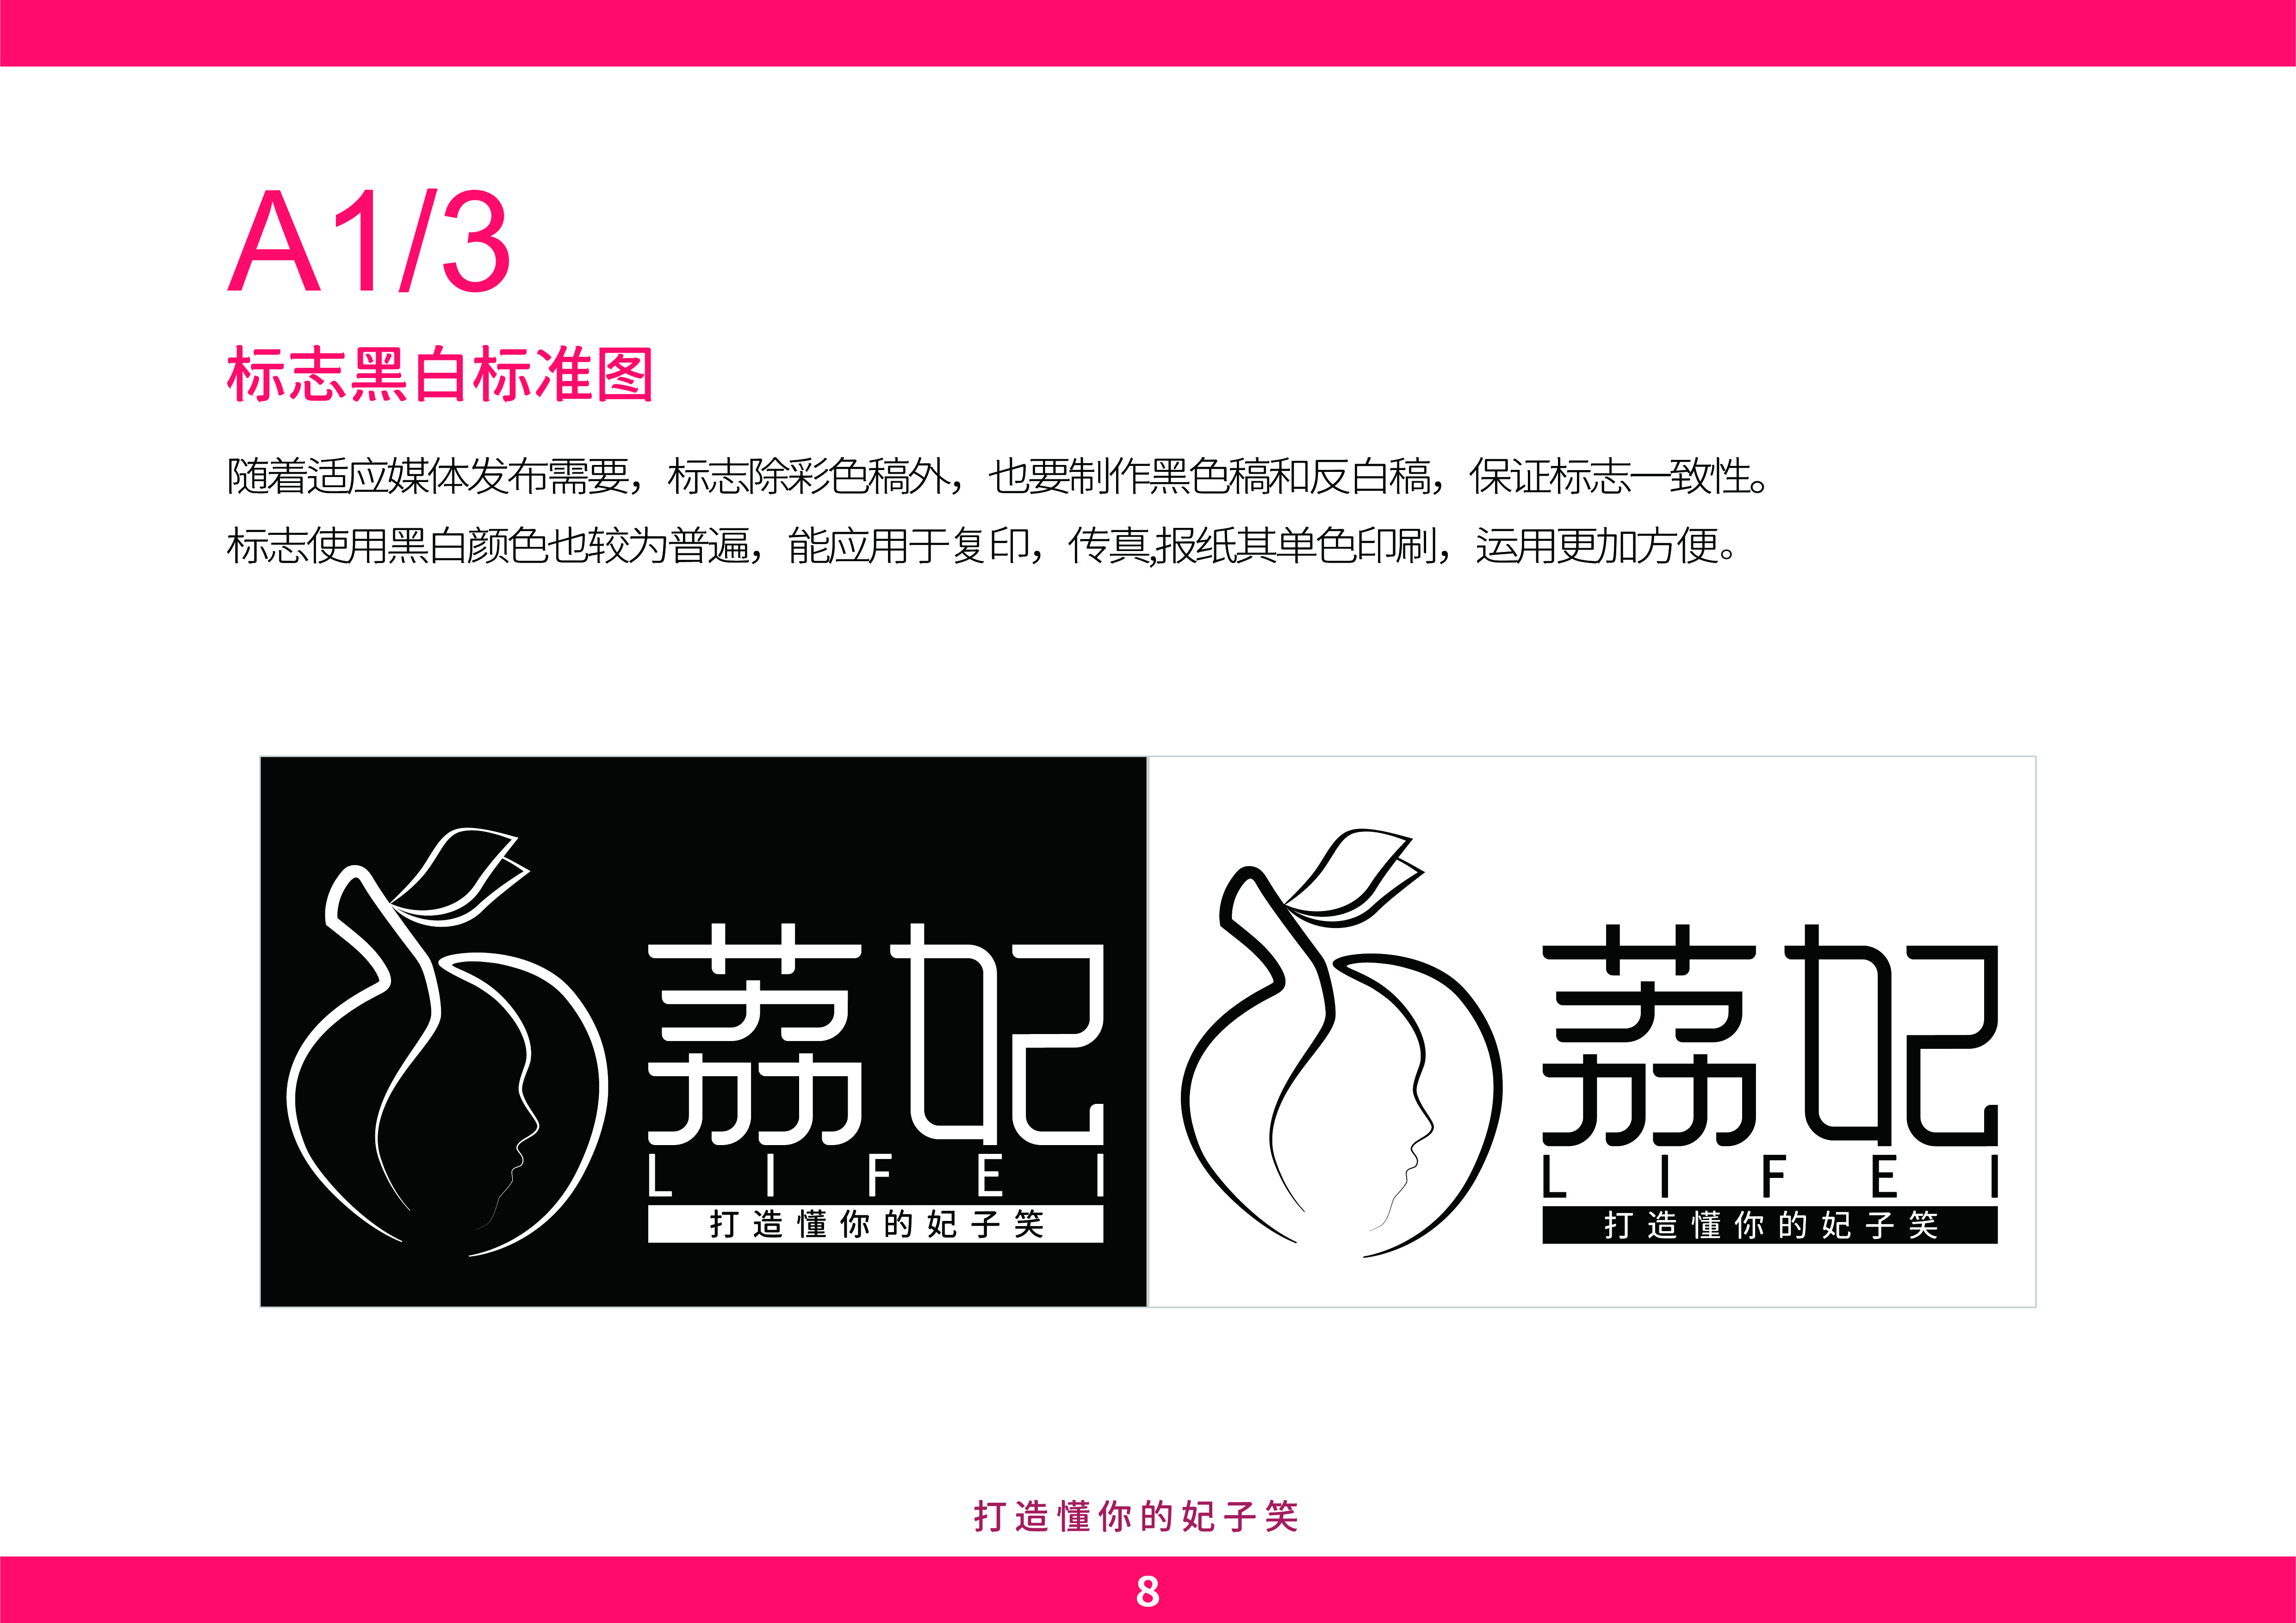 A1/3
标志黑白标准图
随着适应媒体发布需要，标志除彩色稿外，也要制作黑色稿和反白稿，保证标志一致性。
标志使用黑白颜色也较为普遍，能应用于复印，传真,报纸其单色印刷，运用更加方便。
荔妃
LIFEI
打造懂你的妃子笑
荔妃
LIFEI
打造懂你的妃子笑
打造懂你的妃子笑
8